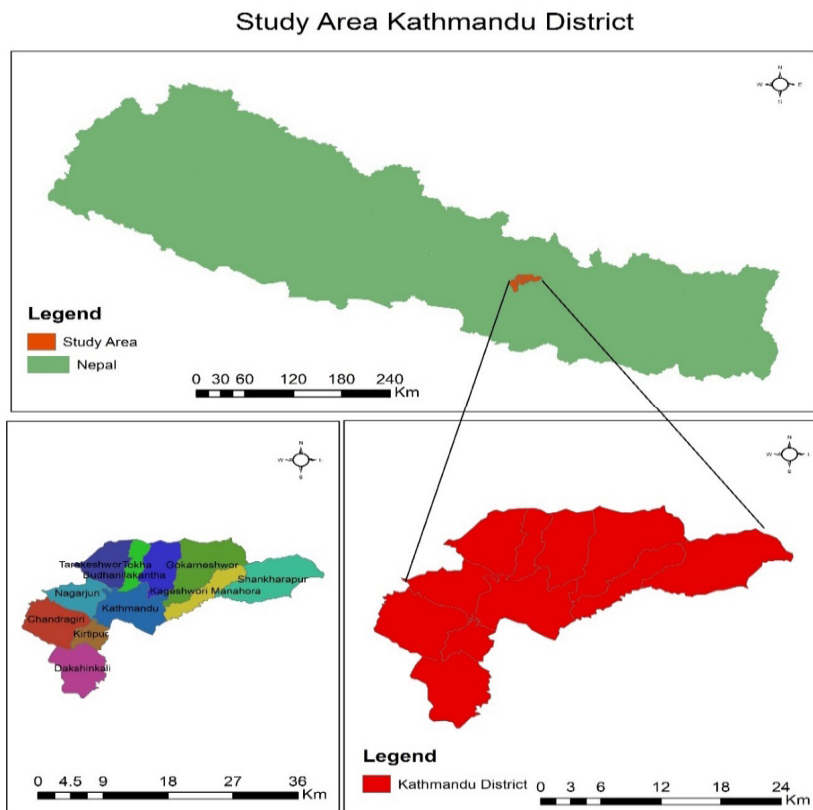 Study Area Kathmandu District
N
W E
S
Legend
Study Area
Nepal
0 30 60 120 180 240
Km
N
W E
S
Tarakeshwor Tokha Gokarneshwor
Budhanilakantha
Shankharapur
Nagarjun Kageshwori Manahora
Kathmandu
Chandragiri
Kirtipur
Dakshinkali
0 4.5 9 18 27 36
Km
N
W E
S
Legend
Kathmandu District
0 3 6 12 18 24
Km